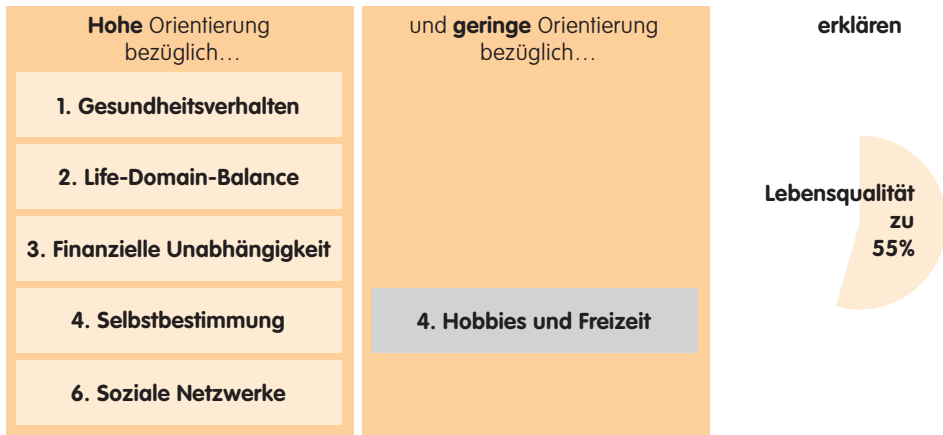 Hohe Orientierung
bezüglich…
1. Gesundheitsverhalten
2. Life-Domain-Balance
3. Finanzielle Unabhängigkeit
4. Selbstbestimmung
6. Soziale Netzwerke
und geringe Orientierung
bezüglich…
4. Hobbies und Freizeit
erklären
Lebensqualität
zu
55%